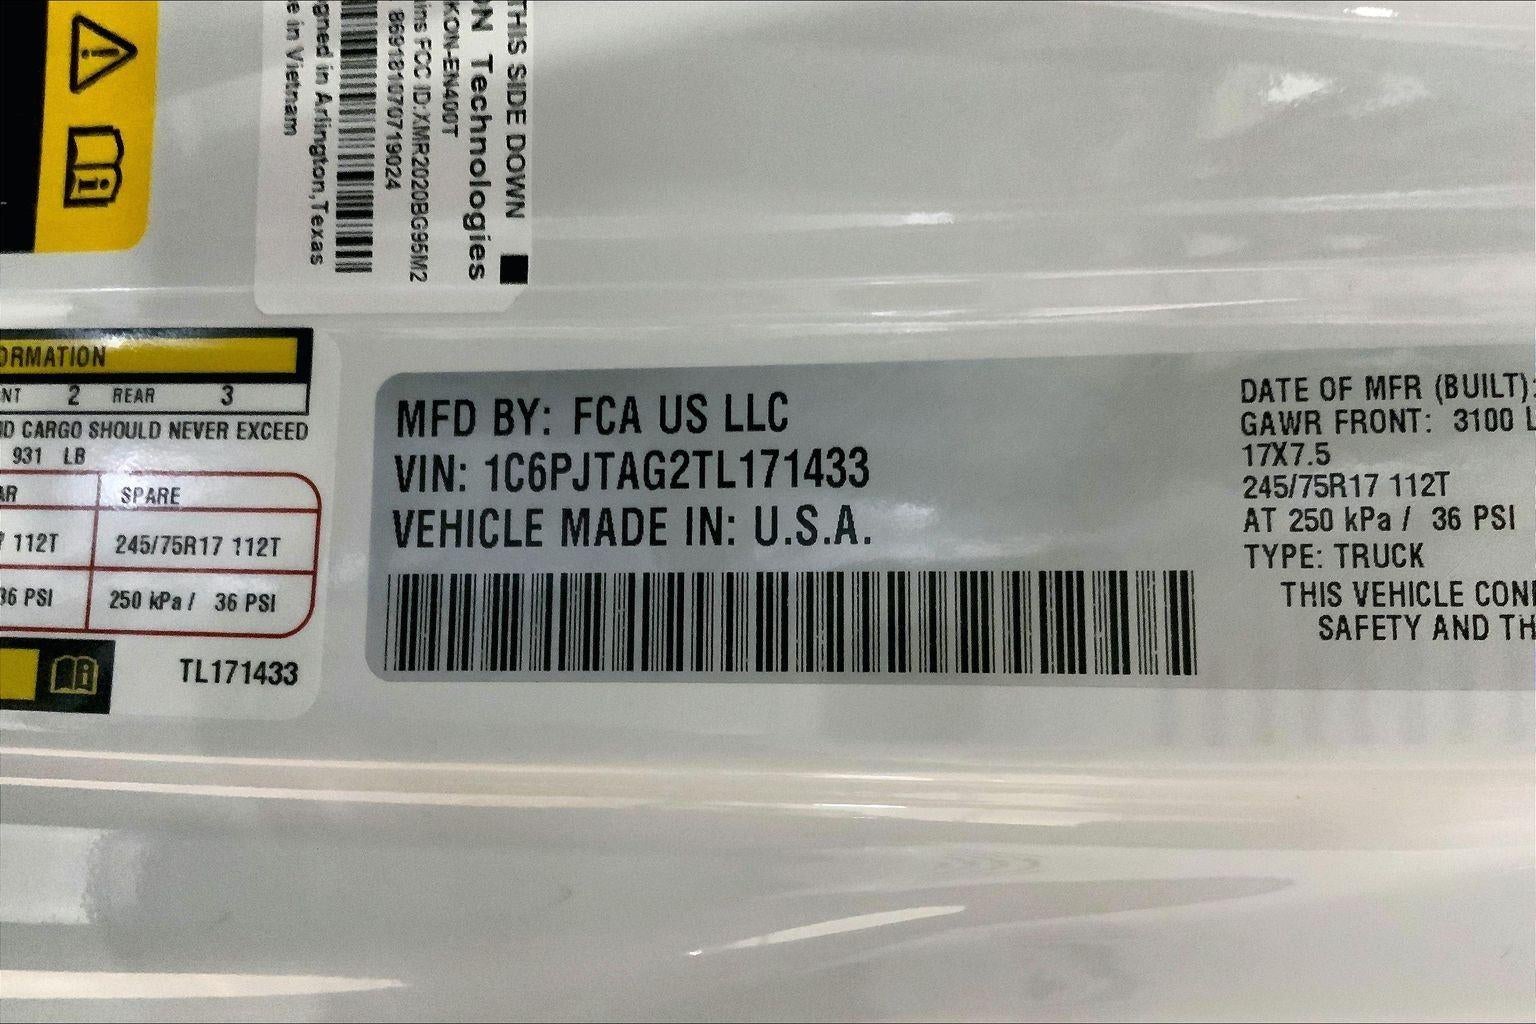 THIS SIDE DOWN
ON Technologies
KON-EN400T
ins FCC ID:XMR2020BG95M2
869181070719024
gned in Arlington,Texas
e in Vietnam
ORMATION
NT 2 REAR 3
ND CARGO SHOULD NEVER EXCEED
931 LB
AR SPARE
112T 245/75R17 112T
36 PSI 250 kPa / 36 PSI
TL171433
MFD BY: FCA US LLC
VIN: 1C6PJTAG2TL171433
VEHICLE MADE IN: U.S.A.
DATE OF MFR (BUILT):
GAWR FRONT: 3100 L
17X7.5
245/75R17 112T
AT 250 kPa / 36 PSI
TYPE: TRUCK
THIS VEHICLE CON
SAFETY AND TH